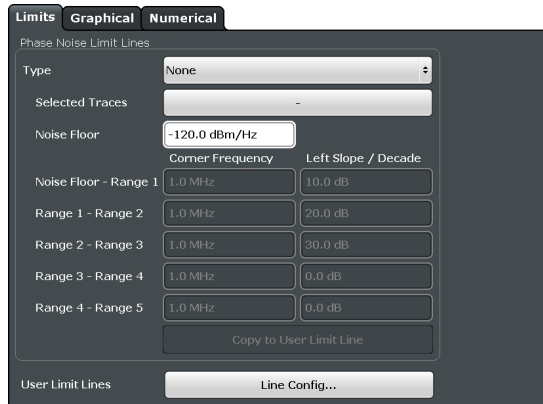 Limits Graphical Numerical
Phase Noise Limit Lines
Type None
Selected Traces -
Noise Floor -120.0 dBm/Hz
Corner Frequency Left Slope / Decade
Noise Floor - Range 1 1.0 MHz 10.0 dB
Range 1 - Range 2 1.0 MHz 20.0 dB
Range 2 - Range 3 1.0 MHz 30.0 dB
Range 3 - Range 4 1.0 MHz 0.0 dB
Range 4 - Range 5 1.0 MHz 0.0 dB
Copy to User Limit Line
User Limit Lines Line Config...